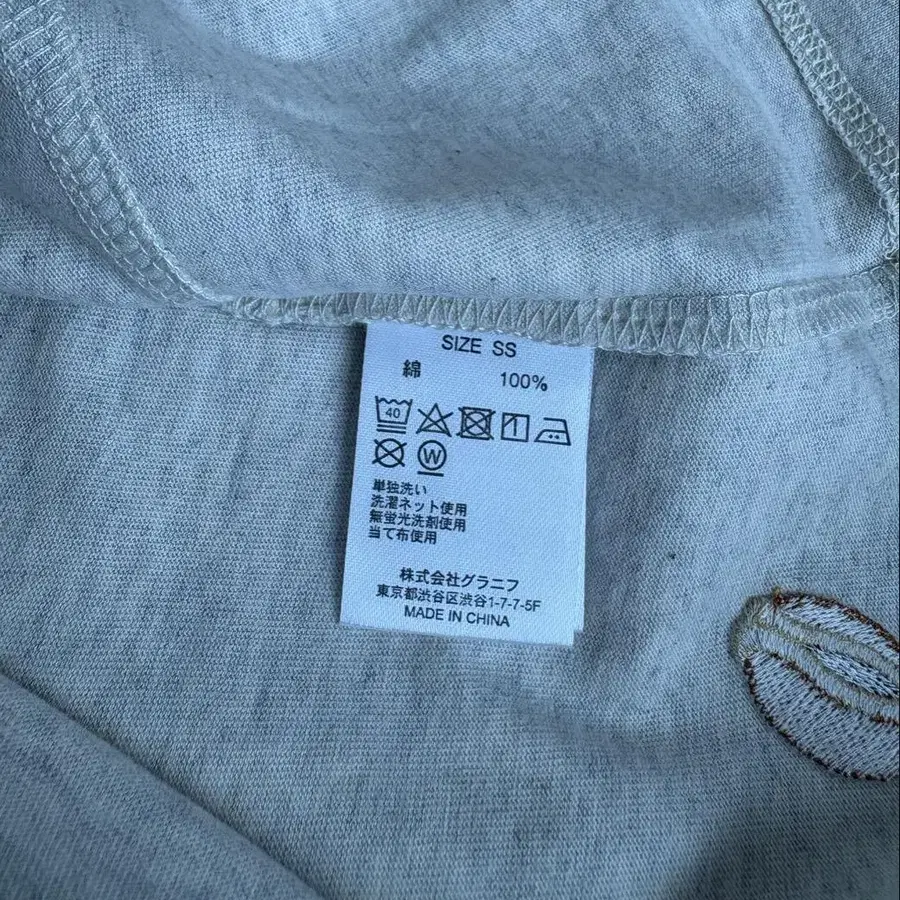 SIZE SS
綿 100%
40
W
単独洗い
洗濯ネット使用
無蛍光洗剤使用
当て布使用
株式会社グラニフ
東京都渋谷区渋谷1-7-7-5F
MADE IN CHINA